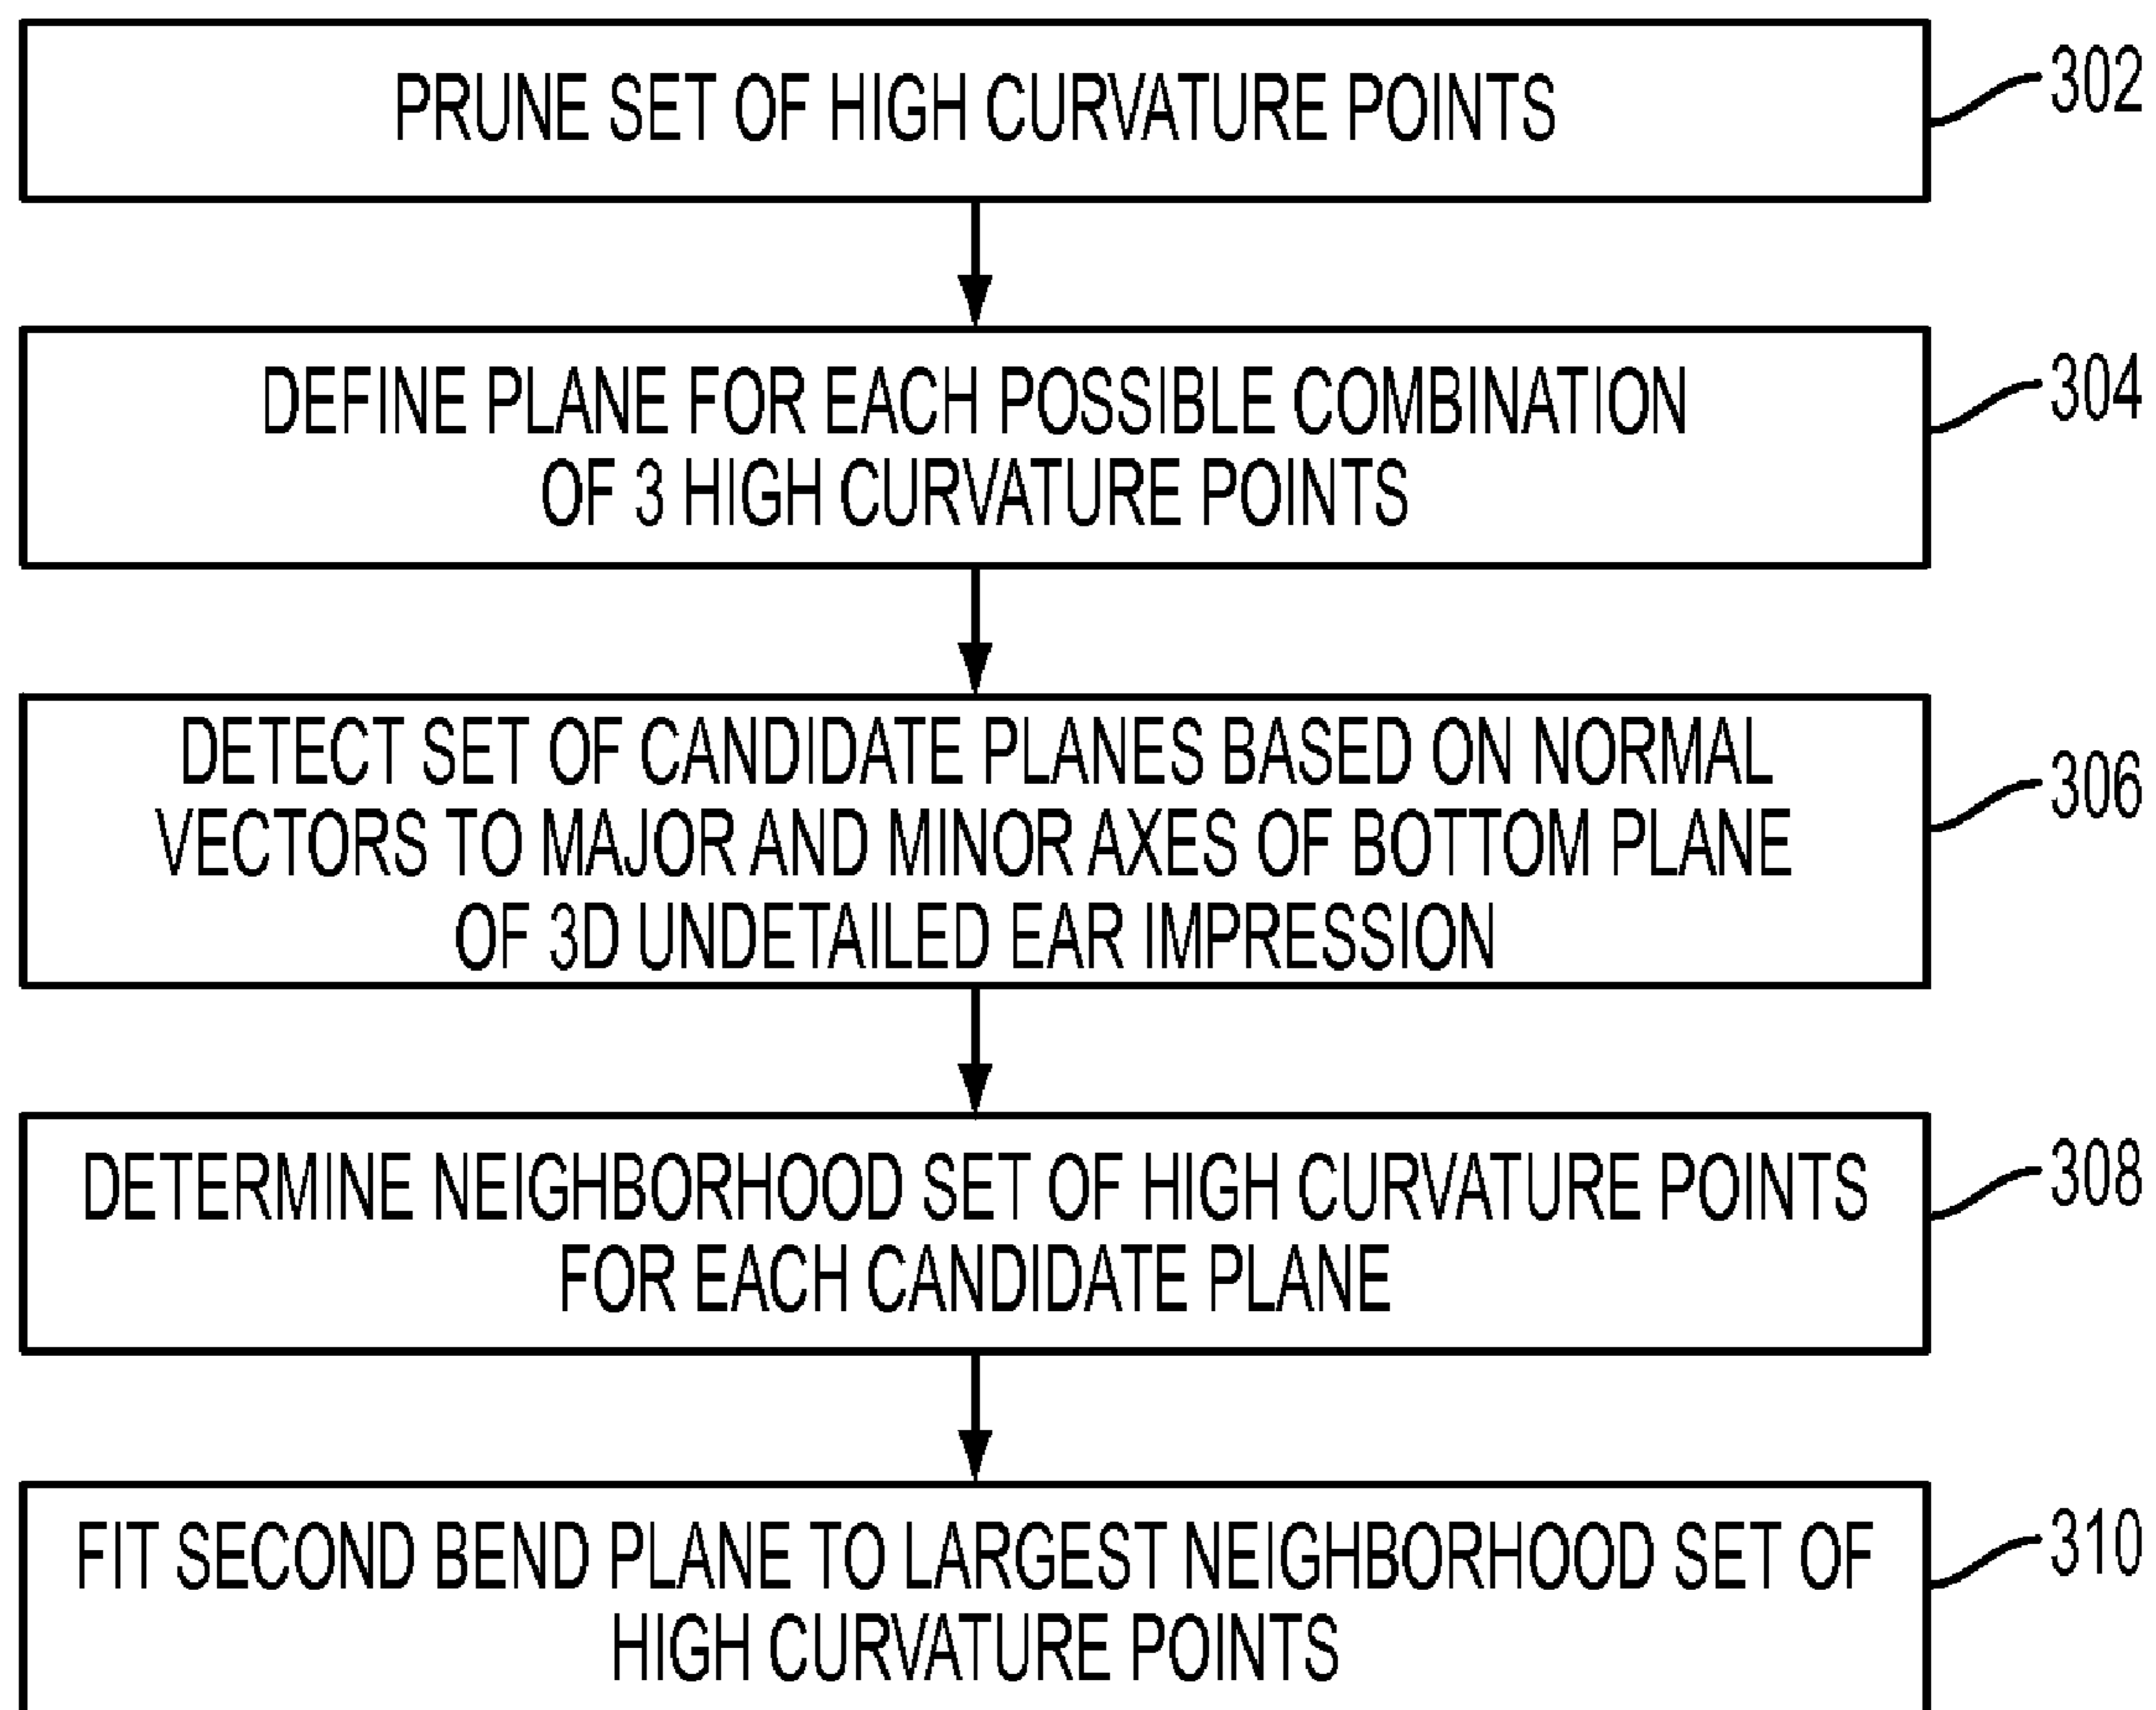 PRUNE SET OF HIGH CURVATURE POINTS
302
DEFINE PLANE FOR EACH POSSIBLE COMBINATION
OF 3 HIGH CURVATURE POINTS
304
DETECT SET OF CANDIDATE PLANES BASED ON NORMAL
VECTORS TO MAJOR AND MINOR AXES OF BOTTOM PLANE
OF 3D UNDETAILED EAR IMPRESSION
306
DETERMINE NEIGHBORHOOD SET OF HIGH CURVATURE POINTS
FOR EACH CANDIDATE PLANE
308
FIT SECOND BEND PLANE TO LARGEST NEIGHBORHOOD SET OF
HIGH CURVATURE POINTS
310